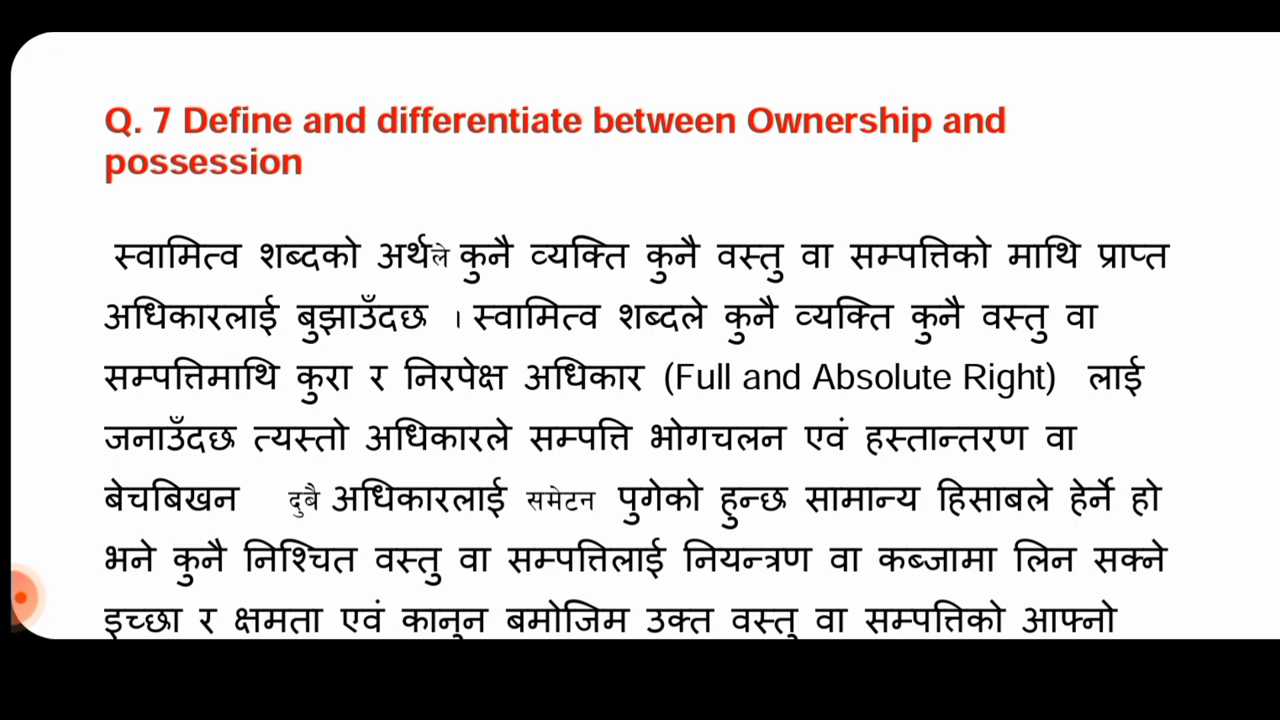 Q. 7 Define and differentiate between Ownership and
possession
स्वामित्व शब्दको अर्थले कुनै व्यक्ति कुनै वस्तु वा सम्पत्तिको माथि प्राप्त
अधिकारलाई बुझाउँदछ । स्वामित्व शब्दले कुनै व्यक्ति कुनै वस्तु वा
सम्पत्तिमाथि कुरा र निरपेक्ष अधिकार (Full and Absolute Right) लाई
जनाउँदछ त्यस्तो अधिकारले सम्पत्ति भोगचलन एवं हस्तान्तरण वा
बेचबिखन दुबै अधिकारलाई समेटन पुगेको हुन्छ सामान्य हिसाबले हेर्ने हो
भने कुनै निश्चित वस्तु वा सम्पत्तिलाई नियन्त्रण वा कब्जामा लिन सक्ने
इच्छा र क्षमता एवं कानून बमोजिम उक्त वस्तु वा सम्पत्तिको आफ्नो